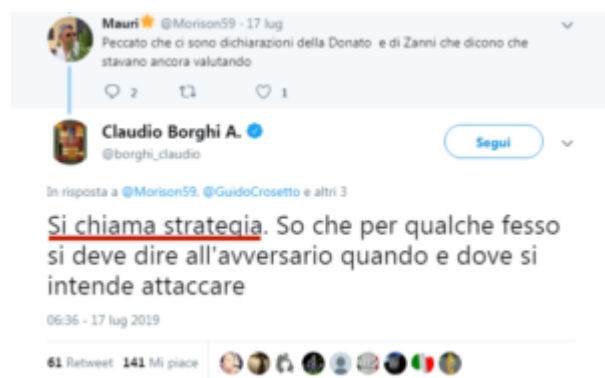 Mauri @Morison59 · 17 lug
Peccato che ci sono dichiarazioni della Donato e di Zanni che dicono che
stavano ancora valutando
2 1
Claudio Borghi A.
@borghi_claudio
Segui
In risposta a @Morison59, @GuidoCrosetto e altri 3
Si chiama strategia. So che per qualche fesso
si deve dire all'avversario quando e dove si
intende attaccare
06:36 - 17 lug 2019
61 Retweet 141 Mi piace